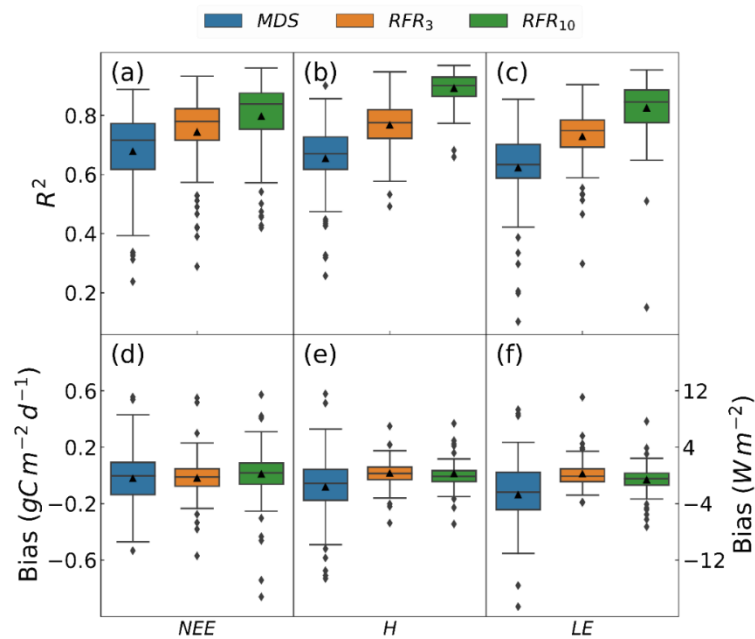 MDS RFR₃ RFR₁₀
(a) (b) (c)
R²
0.8
0.6
0.4
0.2
(d) (e) (f)
Bias (gC m⁻² d⁻¹)
0.6
0.2
−0.2
−0.6
12
4
−4
−12
Bias (W m⁻²)
NEE H LE